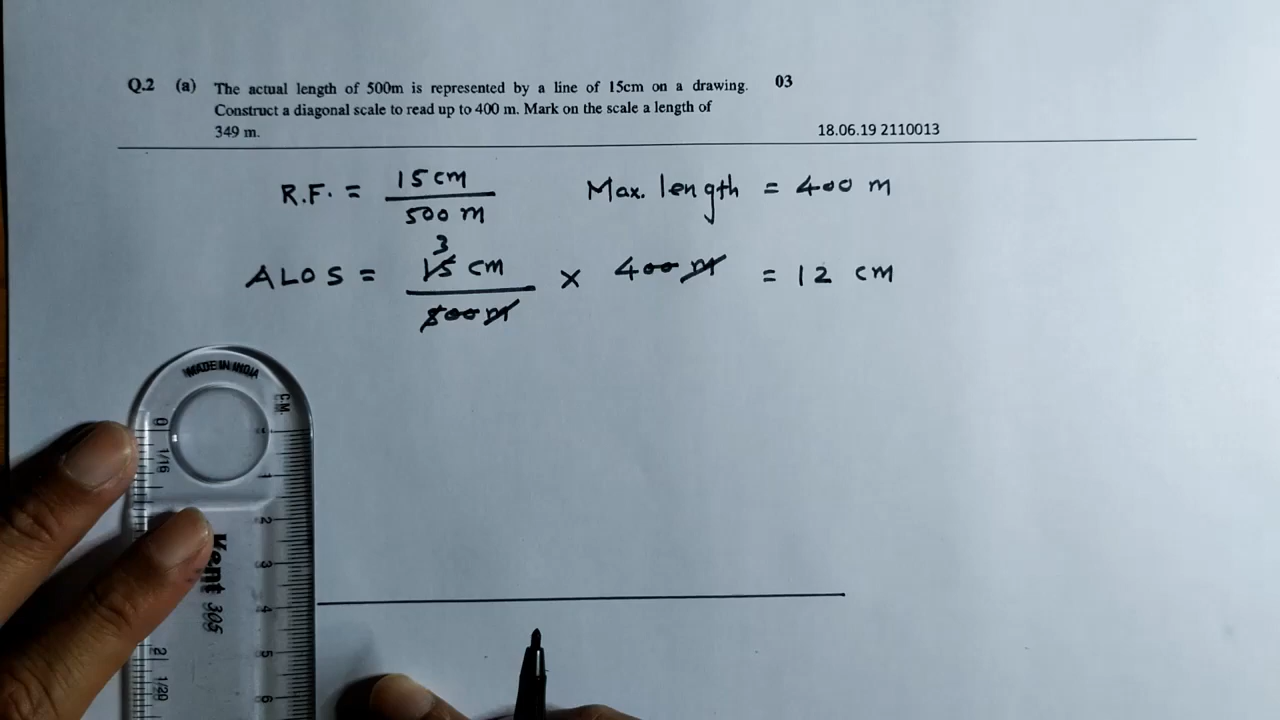 Q.2 (a) The actual length of 500m is represented by a line of 15cm on a drawing. 03
Construct a diagonal scale to read up to 400 m. Mark on the scale a length of
349 m.
18.06.19 2110013
R.F. = 15 cm / 500 m Max. length = 400 m
3
ALOS = 15 cm / 500 m × 400 m = 12 cm
MADE IN INDIA
C.M.
0 1/16
1
2
3
4
5
6
Kent 305
2 1/20